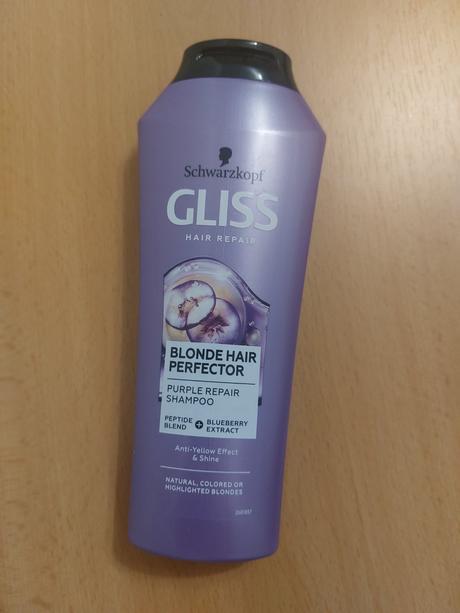 Schwarzkopf
GLISS
HAIR REPAIR
BLONDE HAIR
PERFECTOR
PURPLE REPAIR
SHAMPOO
PEPTIDE
BLEND
+
BLUEBERRY
EXTRACT
Anti-Yellow Effect
& Shine
NATURAL, COLORED OR
HIGHLIGHTED BLONDES